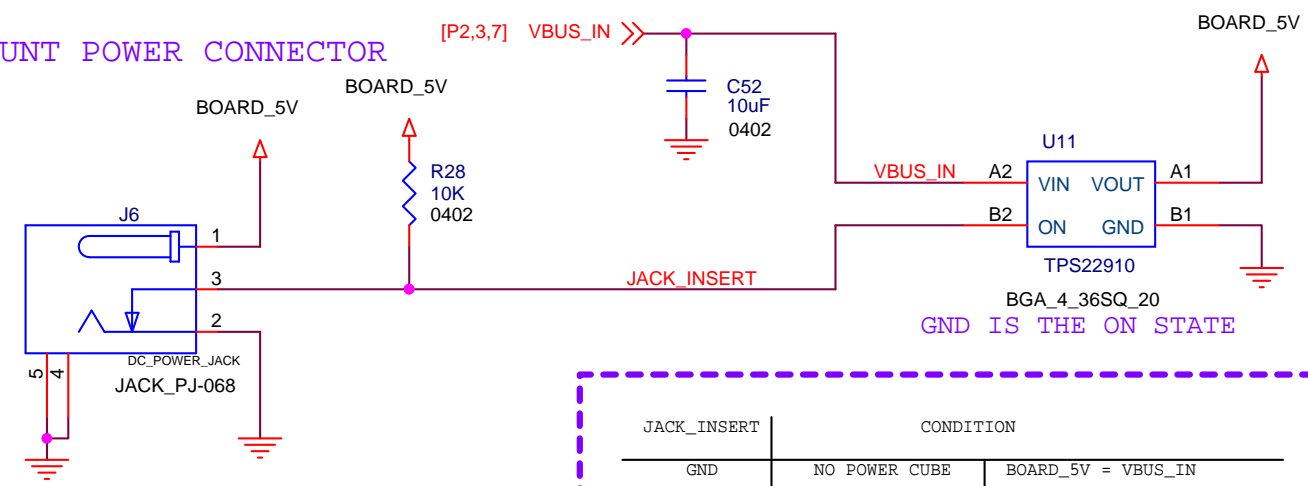 [P2,3,7] VBUS_IN
BOARD_5V
UNT POWER CONNECTOR
BOARD_5V
BOARD_5V
C52
10uF
0402
R28
10K
0402
U11
VBUS_IN A2 VIN VOUT A1
B2 ON GND B1
TPS22910
BGA_4_36SQ_20
GND IS THE ON STATE
J6
1
3
JACK_INSERT
2
DC_POWER_JACK
JACK_PJ-068
5
4
JACK_INSERT CONDITION
GND NO POWER CUBE BOARD_5V = VBUS_IN